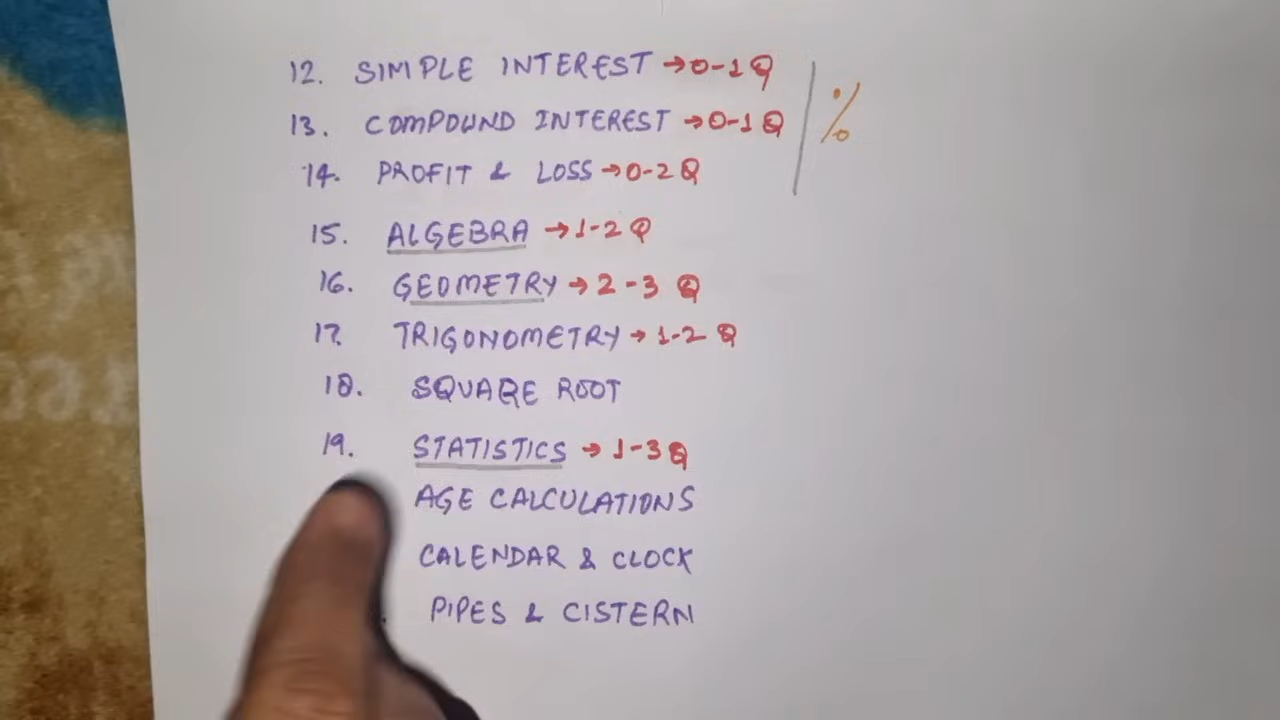 12. SIMPLE INTEREST → 0-1 Q
13. COMPOUND INTEREST → 0-1 Q
%
14. PROFIT & LOSS → 0-2 Q
15. ALGEBRA → 1-2 Q
16. GEOMETRY → 2-3 Q
17. TRIGONOMETRY → 1-2 Q
18. SQUARE ROOT
19. STATISTICS → 1-3 Q
AGE CALCULATIONS
CALENDAR & CLOCK
PIPES & CISTERN